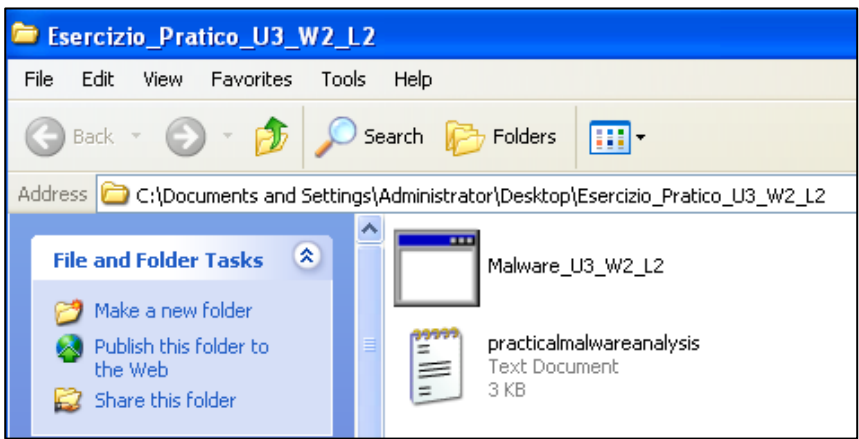 Esercizio_Pratico_U3_W2_L2
File Edit View Favorites Tools Help
Back Search Folders
Address C:\Documents and Settings\Administrator\Desktop\Esercizio_Pratico_U3_W2_L2
File and Folder Tasks
Make a new folder
Publish this folder to
the Web
Share this folder
Malware_U3_W2_L2
practicalmalwareanalysis
Text Document
3 KB